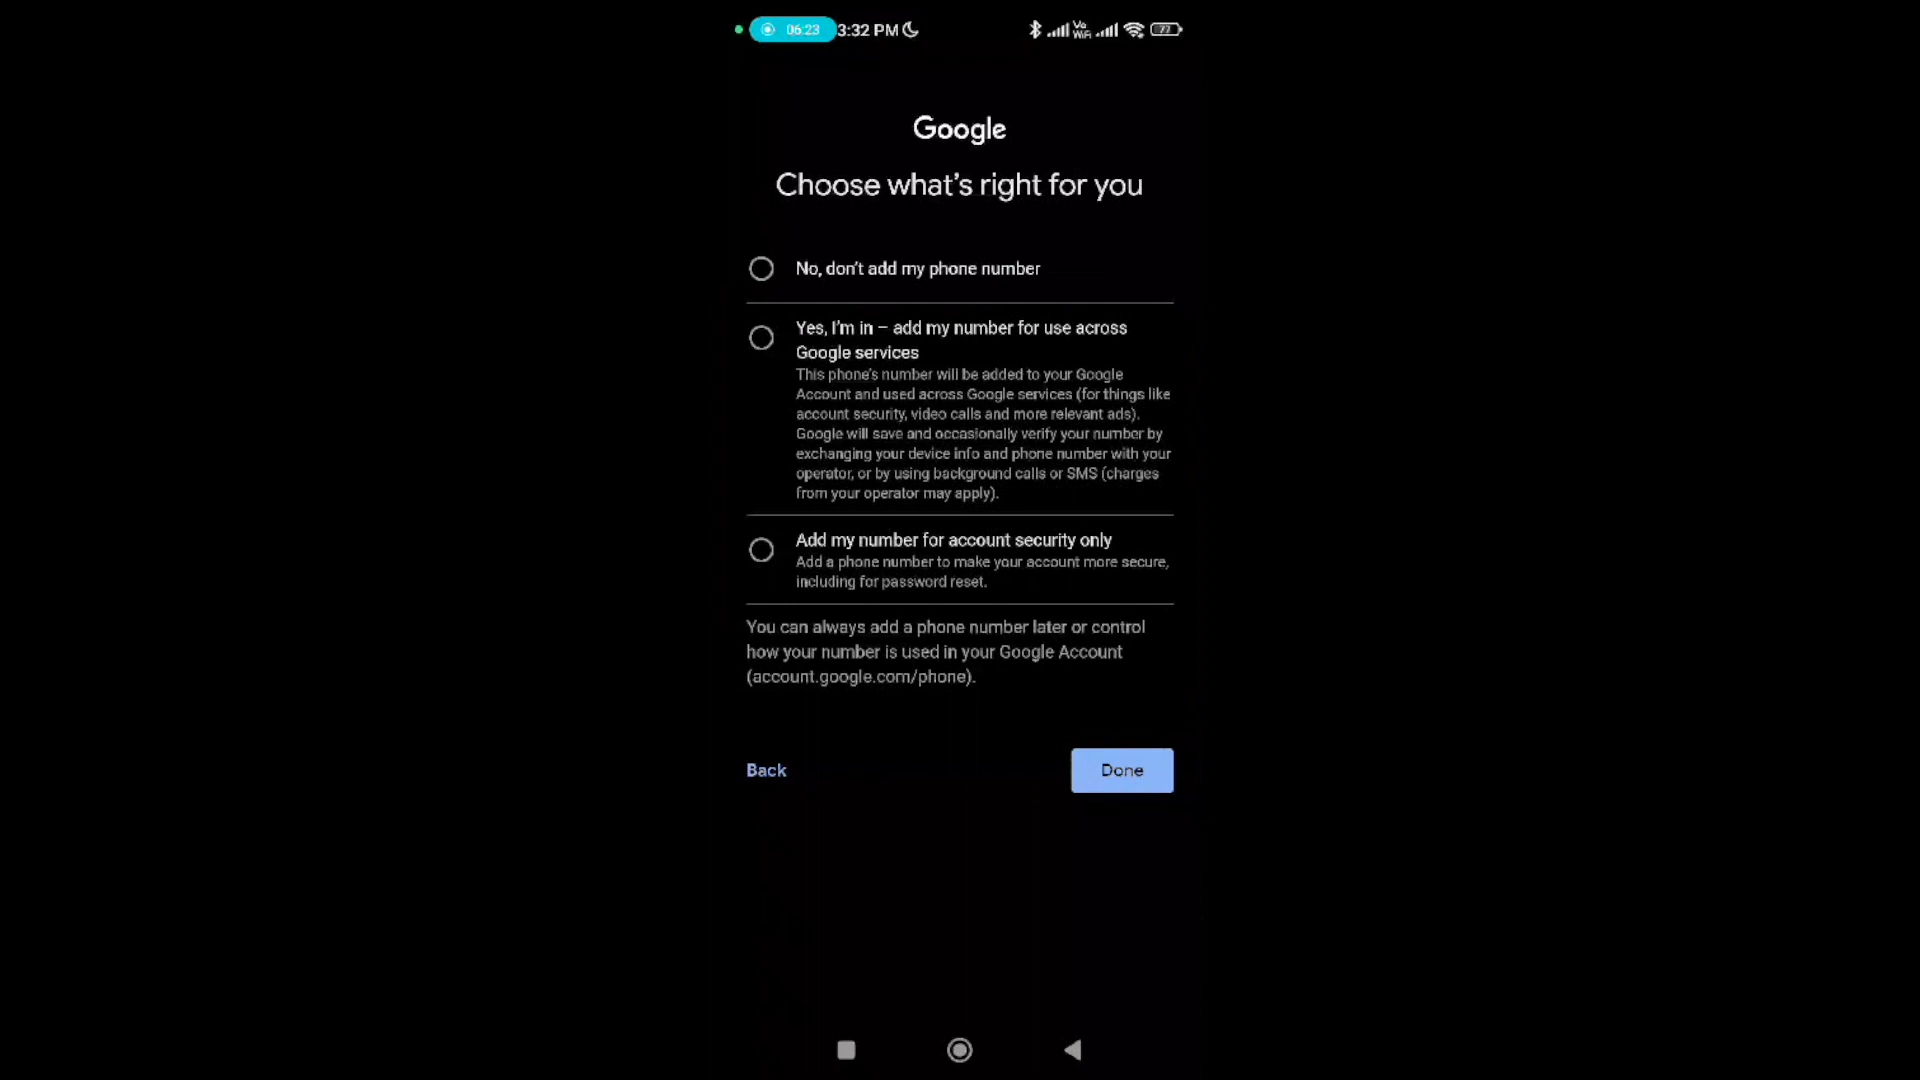 06:23 3:32 PM Vo WiFi 77
Google
Choose what's right for you
No, don't add my phone number
Yes, I'm in – add my number for use across
Google services
This phone's number will be added to your Google
Account and used across Google services (for things like
account security, video calls and more relevant ads).
Google will save and occasionally verify your number by
exchanging your device info and phone number with your
operator, or by using background calls or SMS (charges
from your operator may apply).
Add my number for account security only
Add a phone number to make your account more secure,
including for password reset.
You can always add a phone number later or control
how your number is used in your Google Account
(account.google.com/phone).
Back Done